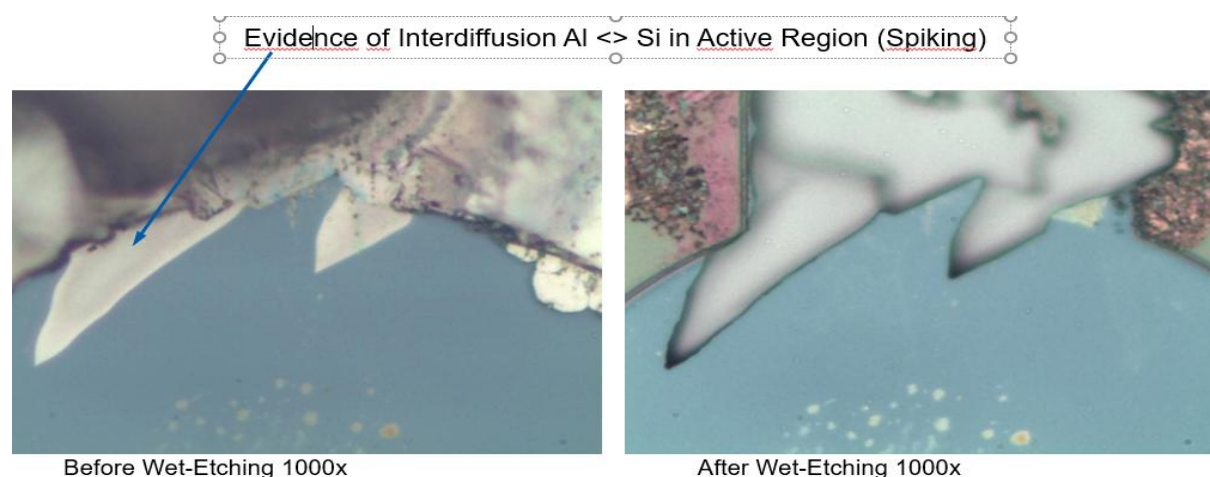 Evidence of Interdiffusion Al <> Si in Active Region (Spiking)
Before Wet-Etching 1000x
After Wet-Etching 1000x